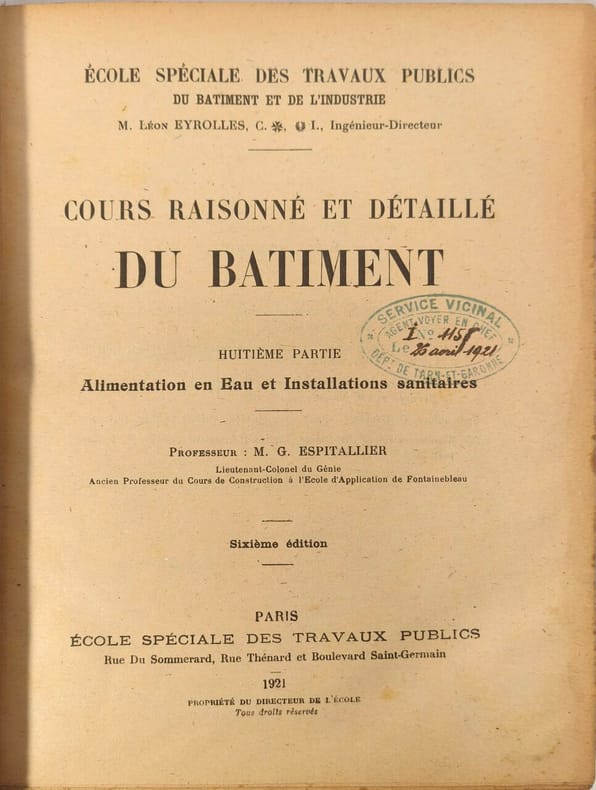 ÉCOLE SPÉCIALE DES TRAVAUX PUBLICS
DU BATIMENT ET DE L'INDUSTRIE
M. LÉON EYROLLES, C. ✻, I., Ingénieur-Directeur
COURS RAISONNÉ ET DÉTAILLÉ
DU BATIMENT
SERVICE VICINAL
AGENT VOYER EN CHEF
I No 1158
Le 26 avril 1921
DÉPT DE TARN-ET-GARONNE
HUITIÈME PARTIE
Alimentation en Eau et Installations sanitaires
PROFESSEUR : M. G. ESPITALLIER
Lieutenant-Colonel du Génie
Ancien Professeur du Cours de Construction à l'Ecole d'Application de Fontainebleau
Sixième édition
PARIS
ÉCOLE SPÉCIALE DES TRAVAUX PUBLICS
Rue Du Sommerard, Rue Thénard et Boulevard Saint-Germain
1921
PROPRIÉTÉ DU DIRECTEUR DE L'ÉCOLE
Tous droits réservés